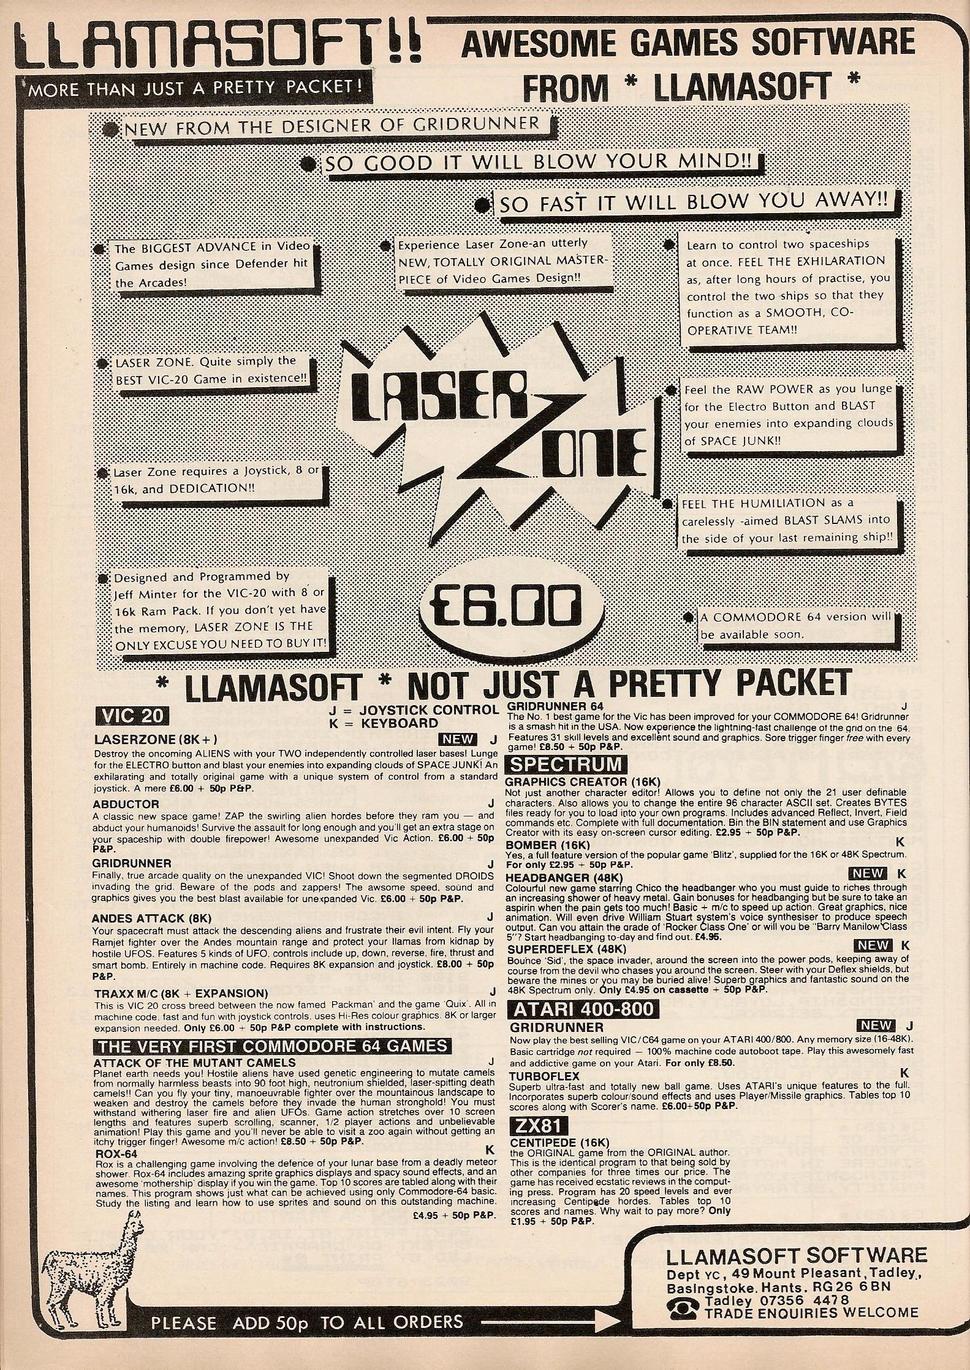 LLAMASOFT!!
AWESOME GAMES SOFTWARE
FROM * LLAMASOFT *
'MORE THAN JUST A PRETTY PACKET!
NEW FROM THE DESIGNER OF GRIDRUNNER
SO GOOD IT WILL BLOW YOUR MIND!!
SO FAST IT WILL BLOW YOU AWAY!!
The BIGGEST ADVANCE in Video
Games design since Defender hit
the Arcades!
Experience Laser Zone-an utterly
NEW, TOTALLY ORIGINAL MASTER-
PIECE of Video Games Design!!
Learn to control two spaceships
at once. FEEL THE EXHILARATION
as, after long hours of practise, you
control the two ships so that they
function as a SMOOTH, CO-
OPERATIVE TEAM!!
LASER ZONE. Quite simply the
BEST VIC-20 Game in existence!!
LASER
ZONE
Feel the RAW POWER as you lunge
for the Electro Button and BLAST
your enemies into expanding clouds
of SPACE JUNK!!
Laser Zone requires a Joystick, 8 or
16k, and DEDICATION!!
FEEL THE HUMILIATION as a
carelessly -aimed BLAST SLAMS into
the side of your last remaining ship!!
Designed and Programmed by
Jeff Minter for the VIC-20 with 8 or
16k Ram Pack. If you don't yet have
the memory, LASER ZONE IS THE
ONLY EXCUSE YOU NEED TO BUY IT!
£6.00
A COMMODORE 64 version will
be available soon.
* LLAMASOFT * NOT JUST A PRETTY PACKET
VIC 20
J = JOYSTICK CONTROL
K = KEYBOARD
LASERZONE (8K+) NEW J
Destroy the oncoming ALIENS with your TWO independently controlled laser bases! Lunge
for the ELECTRO button and blast your enemies into expanding clouds of SPACE JUNK! An
exhilarating and totally original game with a unique system of control from a standard
joystick. A mere £6.00 + 50p P&P.
ABDUCTOR J
A classic new space game! ZAP the swirling alien hordes before they ram you — and
abduct your humanoids! Survive the assault for long enough and you'll get an extra stage on
your spaceship with double firepower! Awesome unexpanded Vic Action. £6.00 + 50p
P&P.
GRIDRUNNER J
Finally, true arcade quality on the unexpanded VIC! Shoot down the segmented DROIDS
invading the grid. Beware of the pods and zappers! The awsome speed, sound and
graphics gives you the best blast available for unexpanded Vic. £6.00 + 50p P&P.
ANDES ATTACK (8K) J
Your spacecraft must attack the descending aliens and frustrate their evil intent. Fly your
Ramjet fighter over the Andes mountain range and protect your llamas from kidnap by
hostile UFOS. Features 5 kinds of UFO, controls include up, down, reverse, fire, thrust and
smart bomb. Entirely in machine code. Requires 8K expansion and joystick. £8.00 + 50p
P&P.
TRAXX M/C (8K + EXPANSION) J
This is VIC 20 cross breed between the now famed 'Packman' and the game 'Quix'. All in
machine code, fast and fun with joystick controls, uses Hi-Res colour graphics. 8K or larger
expansion needed. Only £6.00 + 50p P&P complete with instructions.
THE VERY FIRST COMMODORE 64 GAMES
ATTACK OF THE MUTANT CAMELS J
Planet earth needs you! Hostile aliens have used genetic engineering to mutate camels
from normally harmless beasts into 90 foot high, neutronium shielded, laser-spitting death
camels!! Can you fly your tiny, manoeuvrable fighter over the mountainous landscape to
weaken and destroy the camels before they invade the human stronghold! You must
withstand withering laser fire and alien UFOs. Game action stretches over 10 screen
lengths and features superb scrolling, scanner, 1/2 player actions and unbelievable
animation! Play this game and you'll never be able to visit a zoo again without getting an
itchy trigger finger! Awesome m/c action! £8.50 + 50p P&P.
ROX-64 K
Rox is a challenging game involving the defence of your lunar base from a deadly meteor
shower. Rox-64 includes amazing sprite graphics displays and spacy sound effects, and an
awesome 'mothership' display if you win the game. Top 10 scores are tabled along with their
names. This program shows just what can be achieved using only Commodore-64 basic.
Study the listing and learn how to use sprites and sound on this outstanding machine.
£4.95 + 50p P&P.
GRIDRUNNER 64 J
The No. 1 best game for the Vic has been improved for your COMMODORE 64! Gridrunner
is a smash hit in the USA. Now experience the lightning-fast challenge of the grid on the 64.
Features 31 skill levels and excellent sound and graphics. Sore trigger finger free with every
game! £8.50 + 50p P&P.
SPECTRUM
GRAPHICS CREATOR (16K)
Not just another character editor! Allows you to define not only the 21 user definable
characters. Also allows you to change the entire 96 character ASCII set. Creates BYTES
files ready for you to load into your own programs. Includes advanced Reflect, Invert, Field
commands etc. Complete with full documentation. Bin the BIN statement and use Graphics
Creator with its easy on-screen cursor editing. £2.95 + 50p P&P.
BOMBER (16K) K
Yes, a full feature version of the popular game 'Blitz', supplied for the 16K or 48K Spectrum.
For only £2.95 + 50p P&P.
HEADBANGER (48K) NEW K
Colourful new game starring Chico the headbanger who you must guide to riches through
an increasing shower of heavy metal. Gain bonuses for headbanging but be sure to take an
aspirin when the pain gets too much! Basic + m/c to speed up action. Great graphics, nice
animation. Will even drive William Stuart system's voice synthesiser to produce speech
output. Can you attain the grade of 'Rocker Class One' or will you be "Barry Manilow Class
5"? Start headbanging to-day and find out. £4.95.
SUPERDEFLEX (48K) NEW K
Bounce 'Sid', the space invader, around the screen into the power pods, keeping away of
course from the devil who chases you around the screen. Steer with your Deflex shields, but
beware the mines or you may be buried alive! Superb graphics and fantastic sound on the
48K Spectrum only. Only £4.95 on cassette + 50p P&P.
ATARI 400-800
GRIDRUNNER NEW J
Now play the best selling VIC/C64 game on your ATARI 400/800. Any memory size (16-48K).
Basic cartridge not required — 100% machine code autoboot tape. Play this awesomely fast
and addictive game on your Atari. For only £8.50.
TURBOFLEX K
Superb ultra-fast and totally new ball game. Uses ATARI's unique features to the full.
Incorporates superb colour/sound effects and uses Player/Missile graphics. Tables top 10
scores along with Scorer's name. £6.00+50p P&P.
ZX81
CENTIPEDE (16K)
the ORIGINAL game from the ORIGINAL author.
This is the identical program to that being sold by
other companies for three times our price. The
game has received ecstatic reviews in the comput-
ing press. Program has 20 speed levels and ever
increasing Centipede hordes. Tables top 10
scores and names. Why wait to pay more? Only
£1.95 + 50p P&P.
PLEASE ADD 50p TO ALL ORDERS
LLAMASOFT SOFTWARE
Dept YC, 49 Mount Pleasant, Tadley,
Basingstoke. Hants. RG26 6BN
Tadley 07356 4478
TRADE ENQUIRIES WELCOME